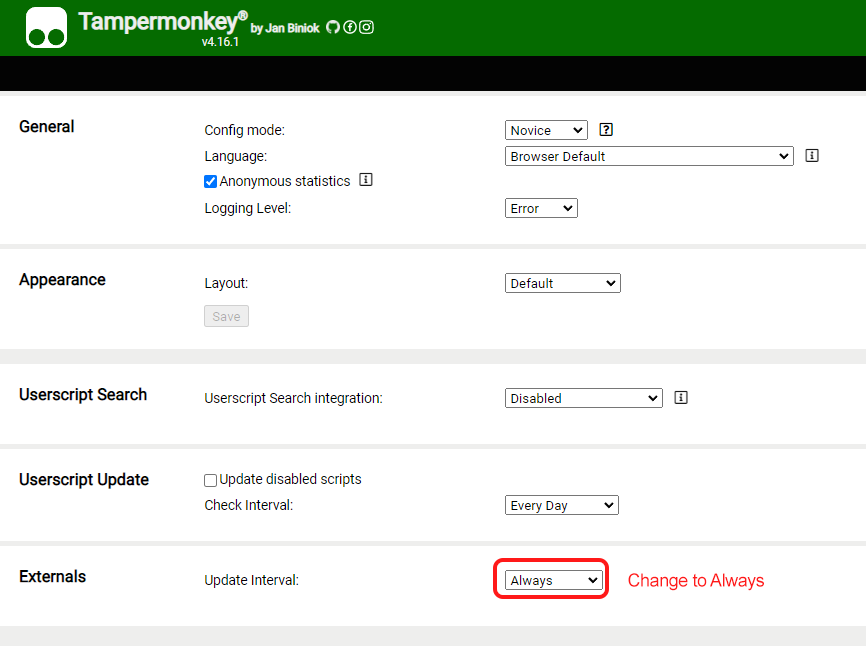 Tampermonkey® by Jan Biniok
v4.16.1
General
Config mode:
Novice
Language:
Browser Default
Anonymous statistics
Logging Level:
Error
Appearance
Layout:
Default
Save
Userscript Search
Userscript Search integration:
Disabled
Userscript Update
Update disabled scripts
Check Interval:
Every Day
Externals
Update Interval:
Always
Change to Always